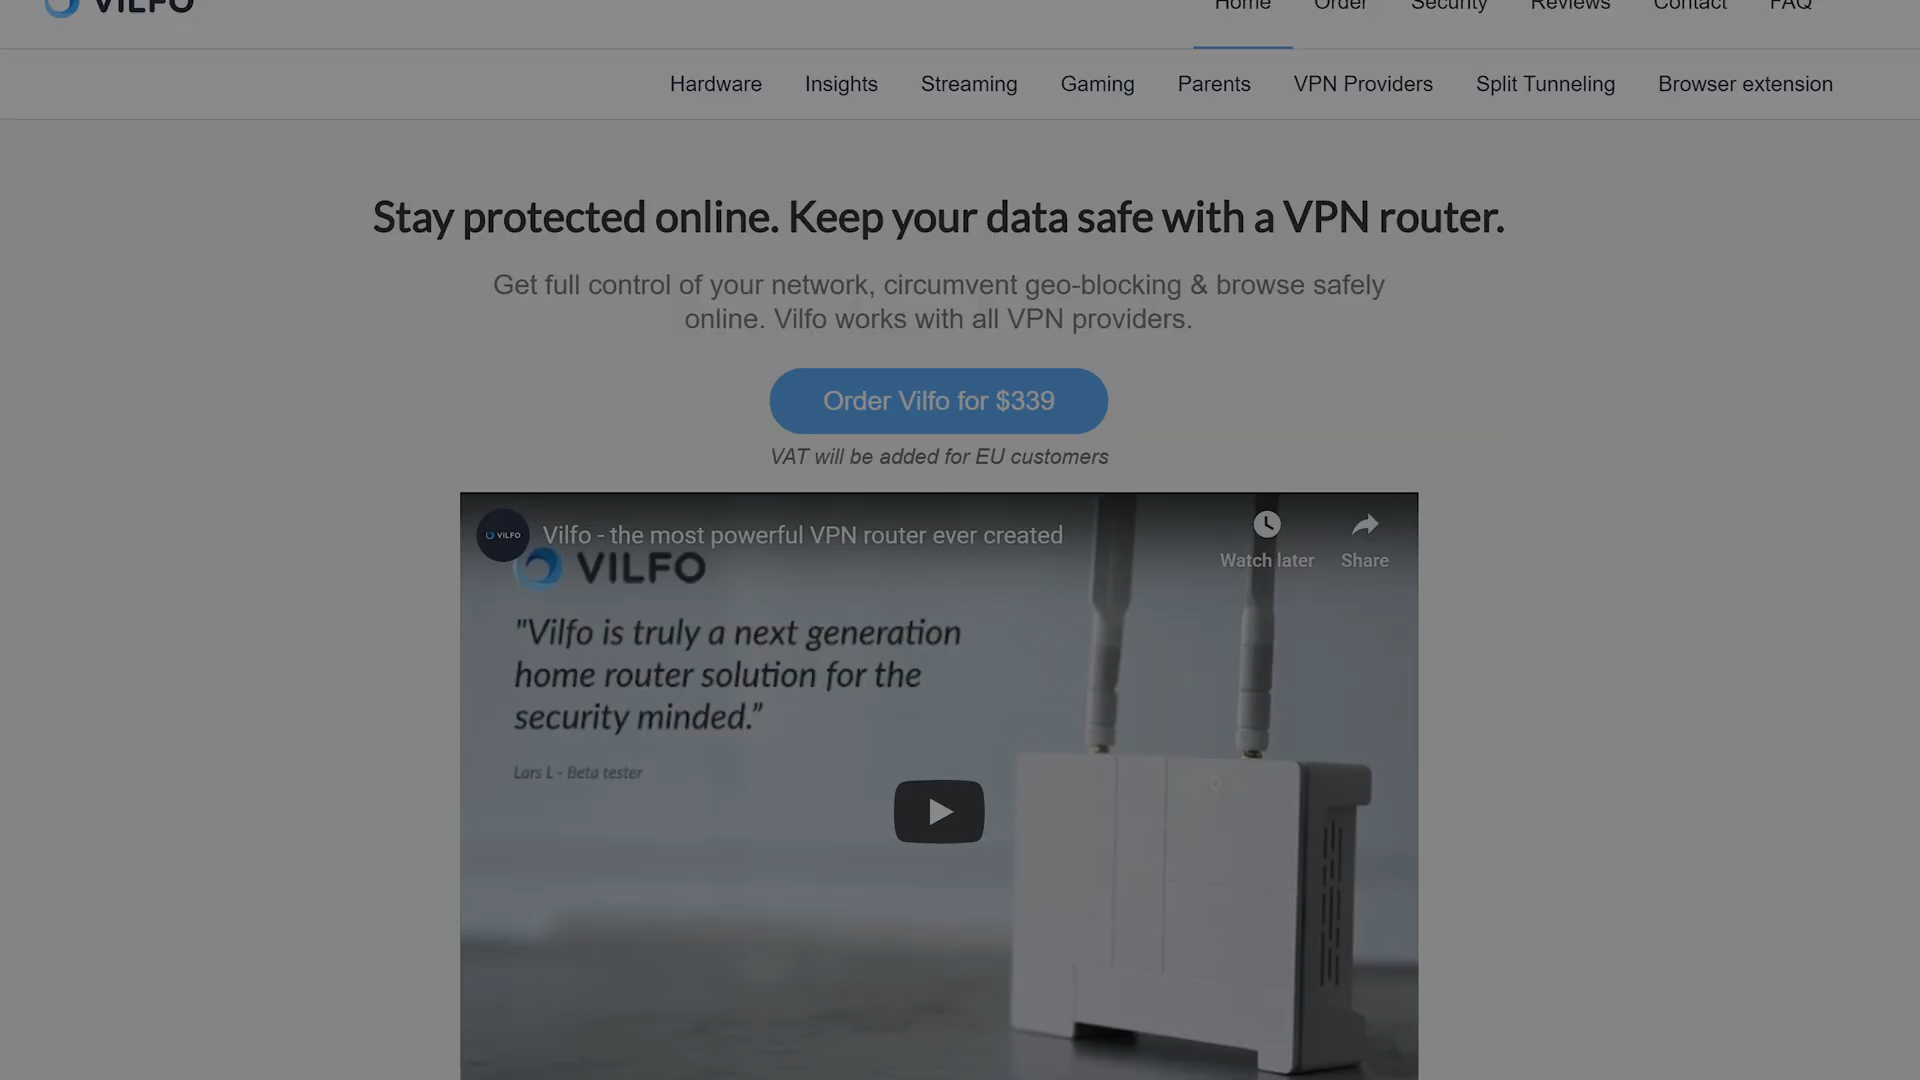 VILFO
Home Order Security Reviews Contact FAQ
Hardware Insights Streaming Gaming Parents VPN Providers Split Tunneling Browser extension
Stay protected online. Keep your data safe with a VPN router.
Get full control of your network, circumvent geo-blocking & browse safely
online. Vilfo works with all VPN providers.
Order Vilfo for $339
VAT will be added for EU customers
VILFO
Vilfo - the most powerful VPN router ever created
Watch later
Share
VILFO
"Vilfo is truly a next generation
home router solution for the
security minded.”
Lars L - Beta tester